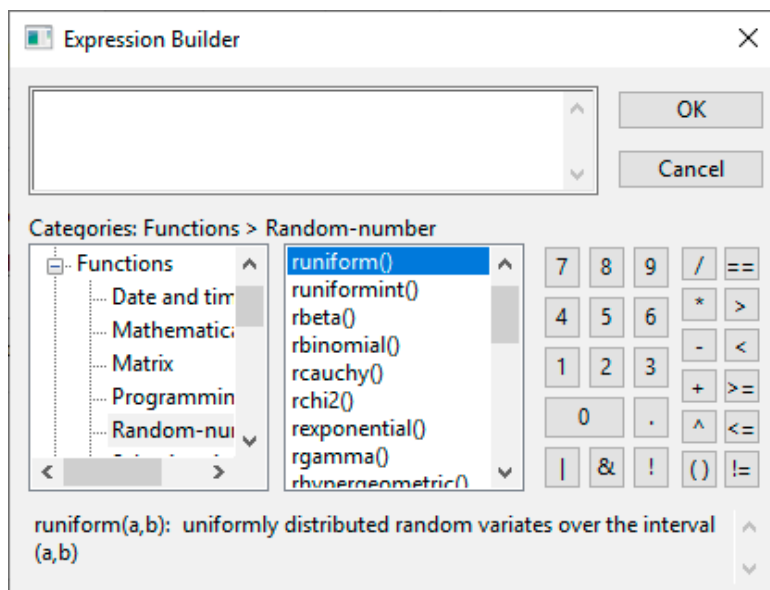 Expression Builder
OK
Cancel
Categories: Functions > Random-number
Functions
Date and tim
Mathematica
Matrix
Programmin
Random-nu
runiform()
runiformint()
rbeta()
rbinomial()
rcauchy()
rchi2()
rexponential()
rgamma()
rhypergeometric()
7 8 9 / ==
* >
4 5 6
- <
1 2 3
+ >=
0 .
^ <=
| & ! () !=
runiform(a,b): uniformly distributed random variates over the interval
(a,b)